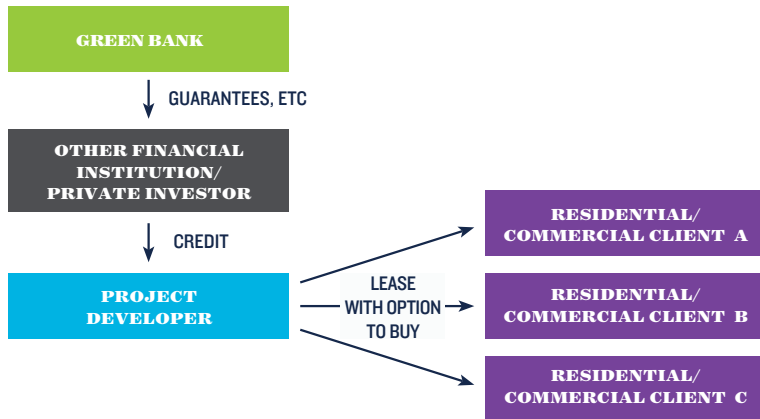 GREEN BANK
GUARANTEES, ETC
OTHER FINANCIAL
INSTITUTION/
PRIVATE INVESTOR
CREDIT
PROJECT
DEVELOPER
LEASE
WITH OPTION
TO BUY
RESIDENTIAL/
COMMERCIAL CLIENT A
RESIDENTIAL/
COMMERCIAL CLIENT B
RESIDENTIAL/
COMMERCIAL CLIENT C